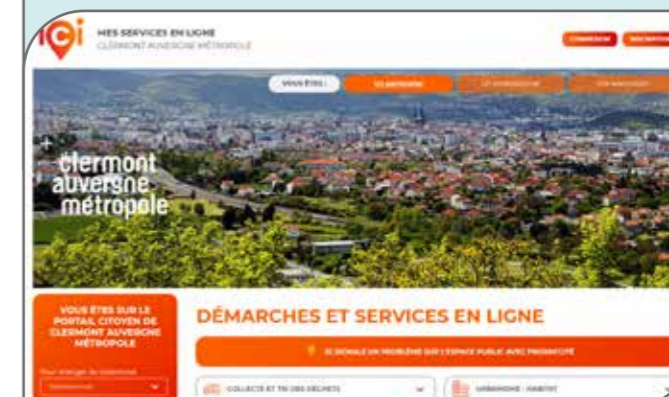 ici
MES SERVICES EN LIGNE
CLERMONT AUVERGNE MÉTROPOLE
CONNEXION
INSCRIPTION
VOUS ÊTES :
clermont
auvergne
métropole
VOUS ÊTES SUR LE
PORTAIL CITOYEN DE
CLERMONT AUVERGNE
MÉTROPOLE
DÉMARCHES ET SERVICES EN LIGNE
JE SIGNALE UN PROBLÈME SUR L'ESPACE PUBLIC AVEC PROXIM'CITÉ
COLLECTE ET TRI DES DÉCHETS
URBANISME - HABITAT